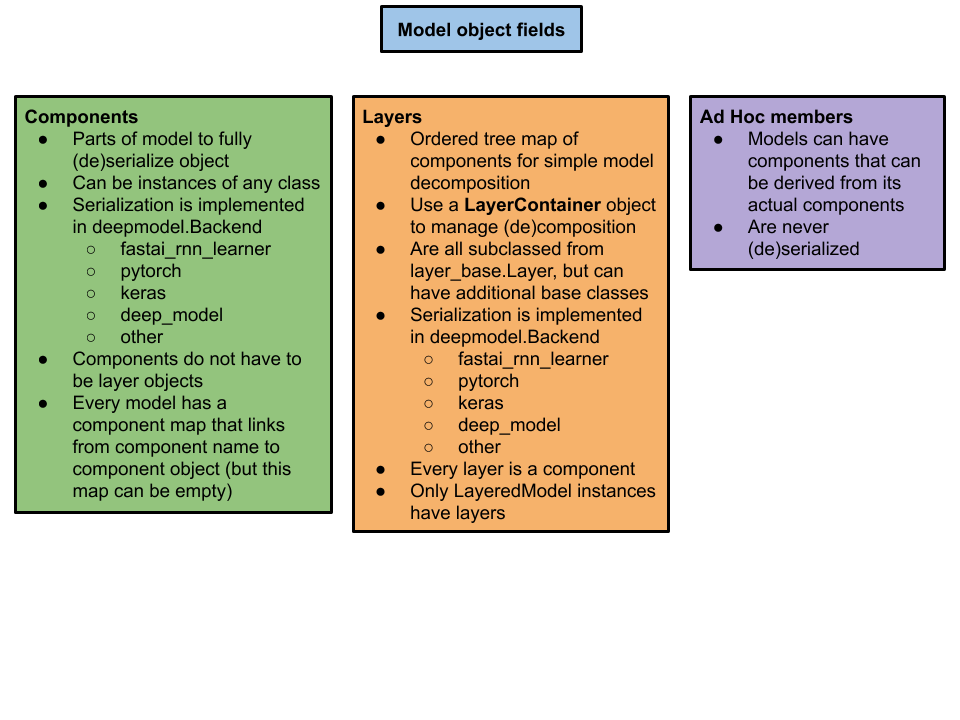 Model object fields
Components
● Parts of model to fully
(de)serialize object
● Can be instances of any class
● Serialization is implemented
in deepmodel.Backend
○ fastai_rnn_learner
○ pytorch
○ keras
○ deep_model
○ other
● Components do not have to
be layer objects
● Every model has a
component map that links
from component name to
component object (but this
map can be empty)
Layers
● Ordered tree map of
components for simple model
decomposition
● Use a LayerContainer object
to manage (de)composition
● Are all subclassed from
layer_base.Layer, but can
have additional base classes
● Serialization is implemented
in deepmodel.Backend
○ fastai_rnn_learner
○ pytorch
○ keras
○ deep_model
○ other
● Every layer is a component
● Only LayeredModel instances
have layers
Ad Hoc members
● Models can have
components that can
be derived from its
actual components
● Are never
(de)serialized